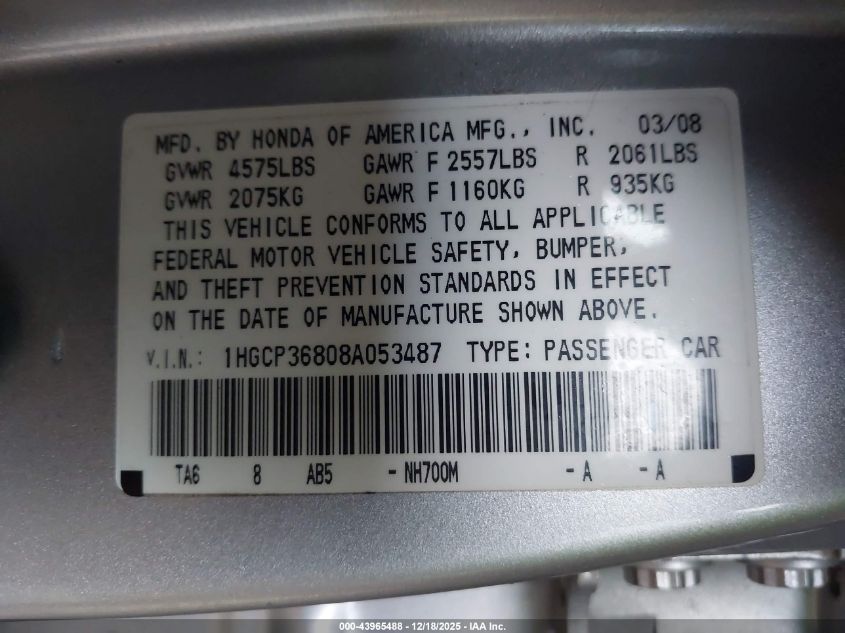 MFD. BY HONDA OF AMERICA MFG., INC. 03/08
GVWR 4575LBS GAWR F 2557LBS R 2061LBS
GVWR 2075KG GAWR F 1160KG R 935KG
THIS VEHICLE CONFORMS TO ALL APPLICABLE
FEDERAL MOTOR VEHICLE SAFETY, BUMPER,
AND THEFT PREVENTION STANDARDS IN EFFECT
ON THE DATE OF MANUFACTURE SHOWN ABOVE.
V.I.N.: 1HGCP36808A053487 TYPE: PASSENGER CAR
TA6 8 AB5 -NH700M -A -A
000-43965488 - 12/18/2025 - IAA Inc.